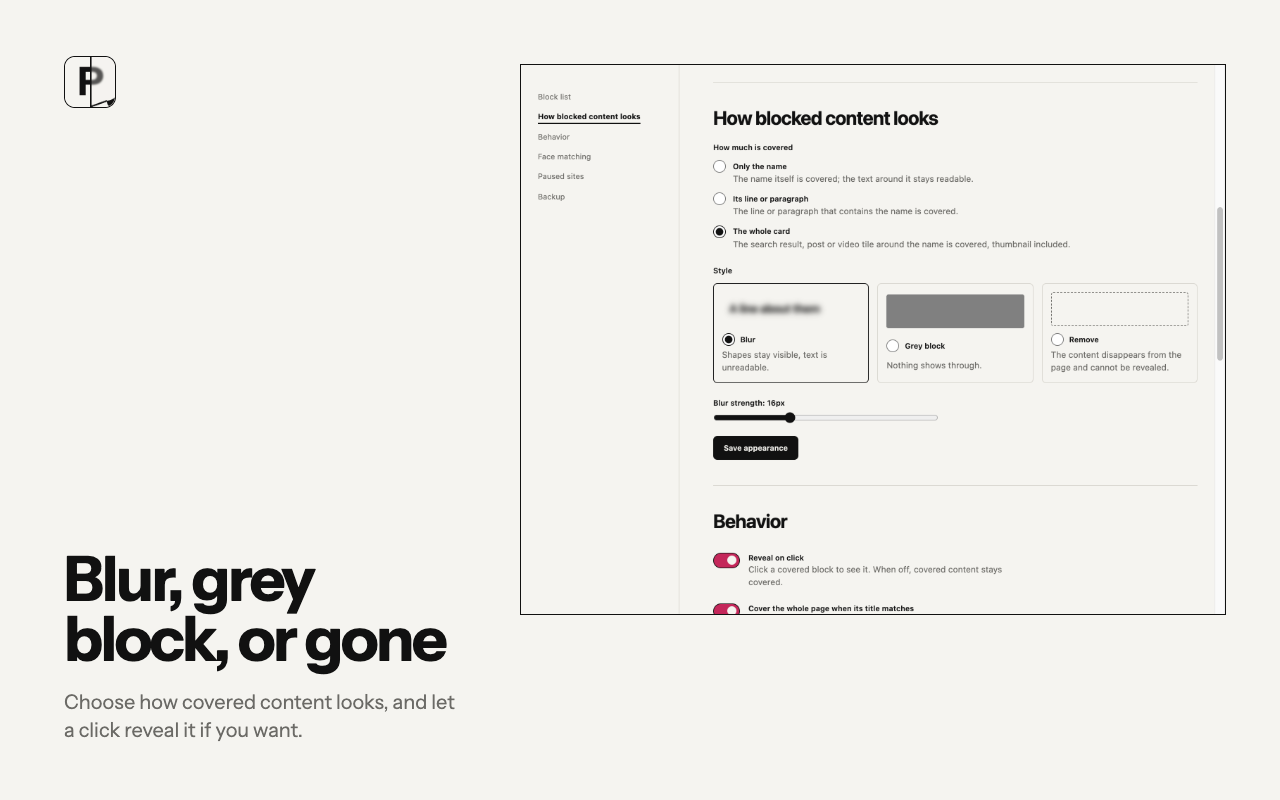 P
Block list
How blocked content looks
Behavior
Face matching
Paused sites
Backup
How blocked content looks
How much is covered
Only the name
The name itself is covered; the text around it stays readable.
Its line or paragraph
The line or paragraph that contains the name is covered.
The whole card
The search result, post or video tile around the name is covered, thumbnail included.
Style
A line about them
Blur
Shapes stay visible, text is
unreadable.
Grey block
Nothing shows through.
Remove
The content disappears from the
page and cannot be revealed.
Blur strength: 16px
Save appearance
Behavior
Reveal on click
Click a covered block to see it. When off, covered content stays
covered.
Cover the whole page when its title matches
Blur, grey
block, or gone
Choose how covered content looks, and let
a click reveal it if you want.